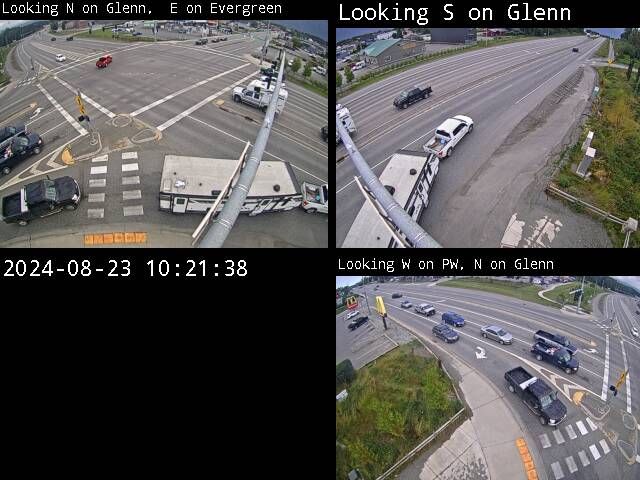 Looking N on Glenn,  E on Evergreen
Looking S on Glenn
2024-08-23 10:21:38
Looking W on PW, N on Glenn